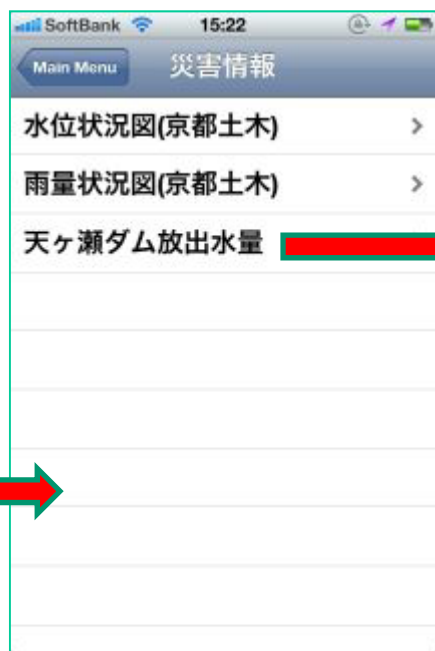 SoftBank 15:22
Main Menu 災害情報
水位状況図(京都土木)
雨量状況図(京都土木)
天ヶ瀬ダム放出水量